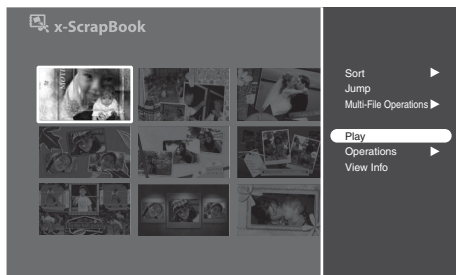 x-ScrapBook
Sort
Jump
Multi-File Operations
Play
Operations
View Info